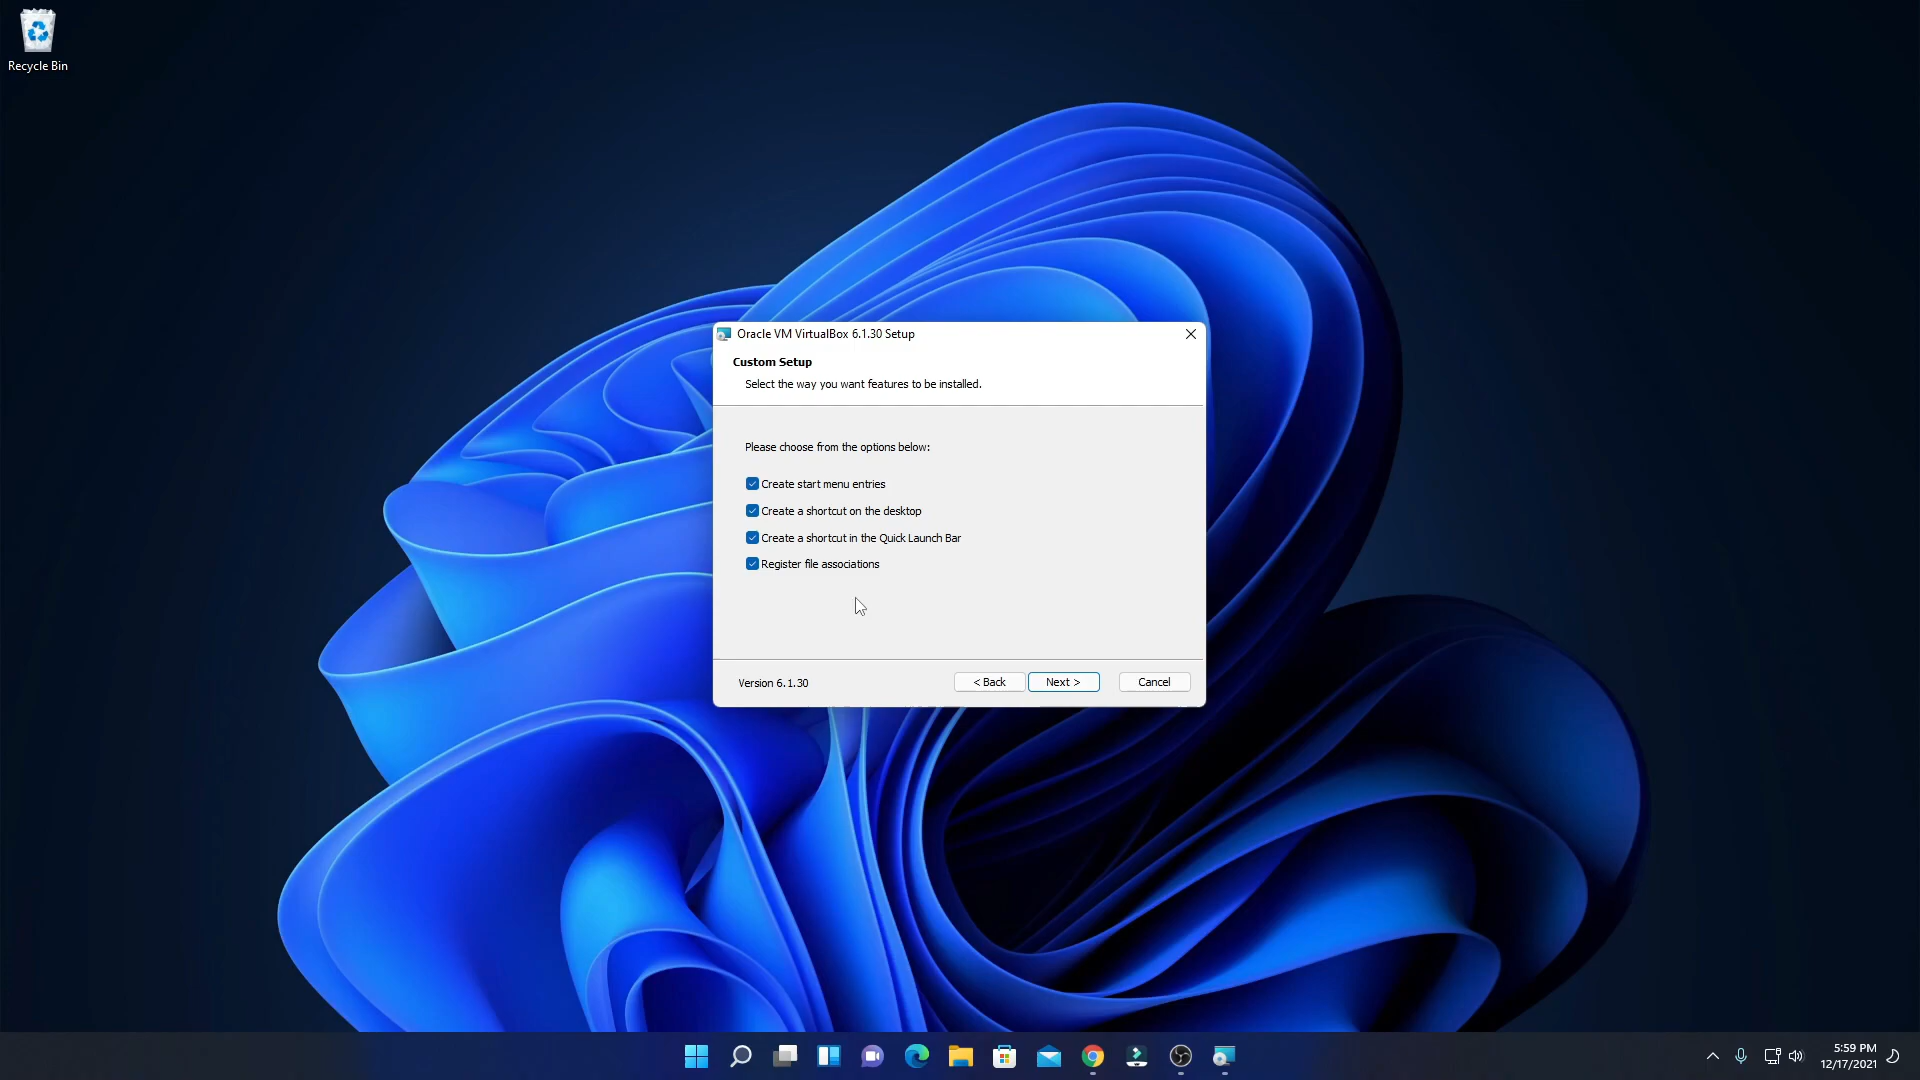 Recycle Bin
Oracle VM VirtualBox 6.1.30 Setup
Custom Setup
Select the way you want features to be installed.
Please choose from the options below:
Create start menu entries
Create a shortcut on the desktop
Create a shortcut in the Quick Launch Bar
Register file associations
Version 6.1.30
< Back
Next >
Cancel
5:59 PM
12/17/2021